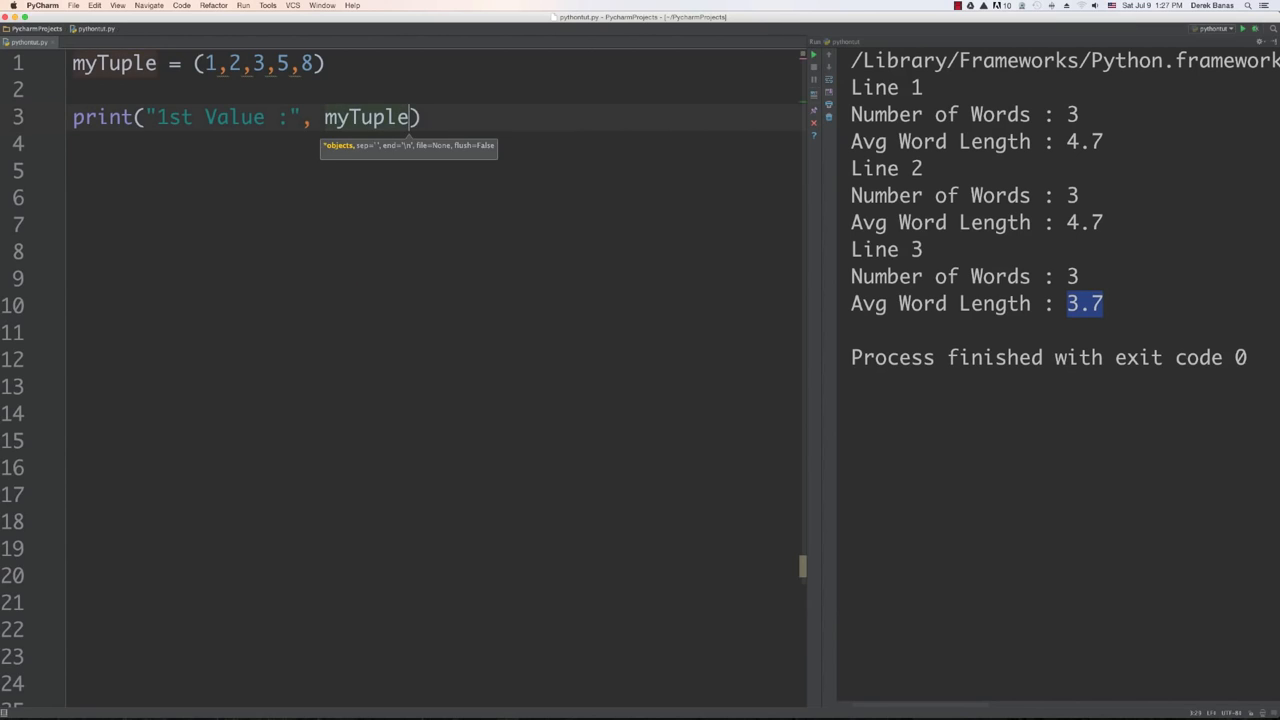 PyCharm File Edit View Navigate Code Refactor Run Tools VCS Window Help 10 Sat Jul 9 1:27 PM Derek Banas
pythontut.py - PycharmProjects - [~/PycharmProjects]
PycharmProjects pythontut.py pythontut
pythontut.py
Run pythontut
1 myTuple = (1,2,3,5,8)
2
3 print("1st Value :", myTuple)
*objects, sep=' ', end='\n', file=None, flush=False
4
5
6
7
8
9
10
11
12
13
14
15
16
17
18
19
20
21
22
23
24
/Library/Frameworks/Python.framework
Line 1
Number of Words : 3
Avg Word Length : 4.7
Line 2
Number of Words : 3
Avg Word Length : 4.7
Line 3
Number of Words : 3
Avg Word Length : 3.7
Process finished with exit code 0
3:29 LF÷ UTF-8÷